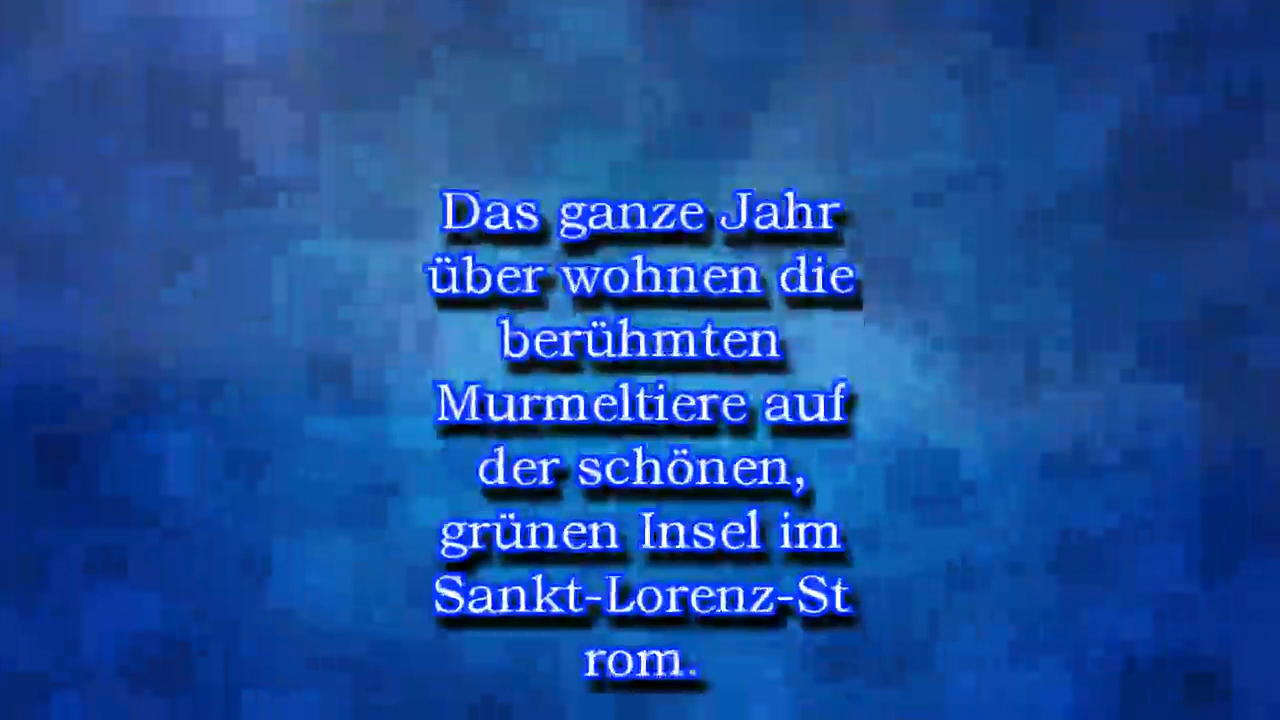 Das ganze Jahr
über wohnen die
berühmten
Murmeltiere auf
der schönen,
grünen Insel im
Sankt-Lorenz-St
rom.